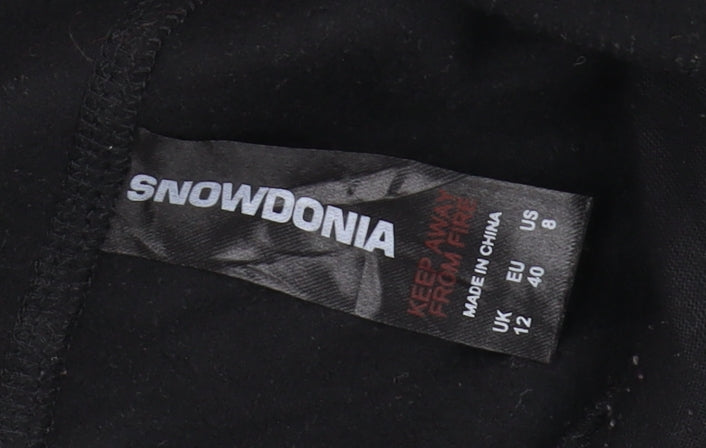 SNOWDONIA
KEEP AWAY
FROM FIRE
MADE IN CHINA
UK EU US
12 40 8